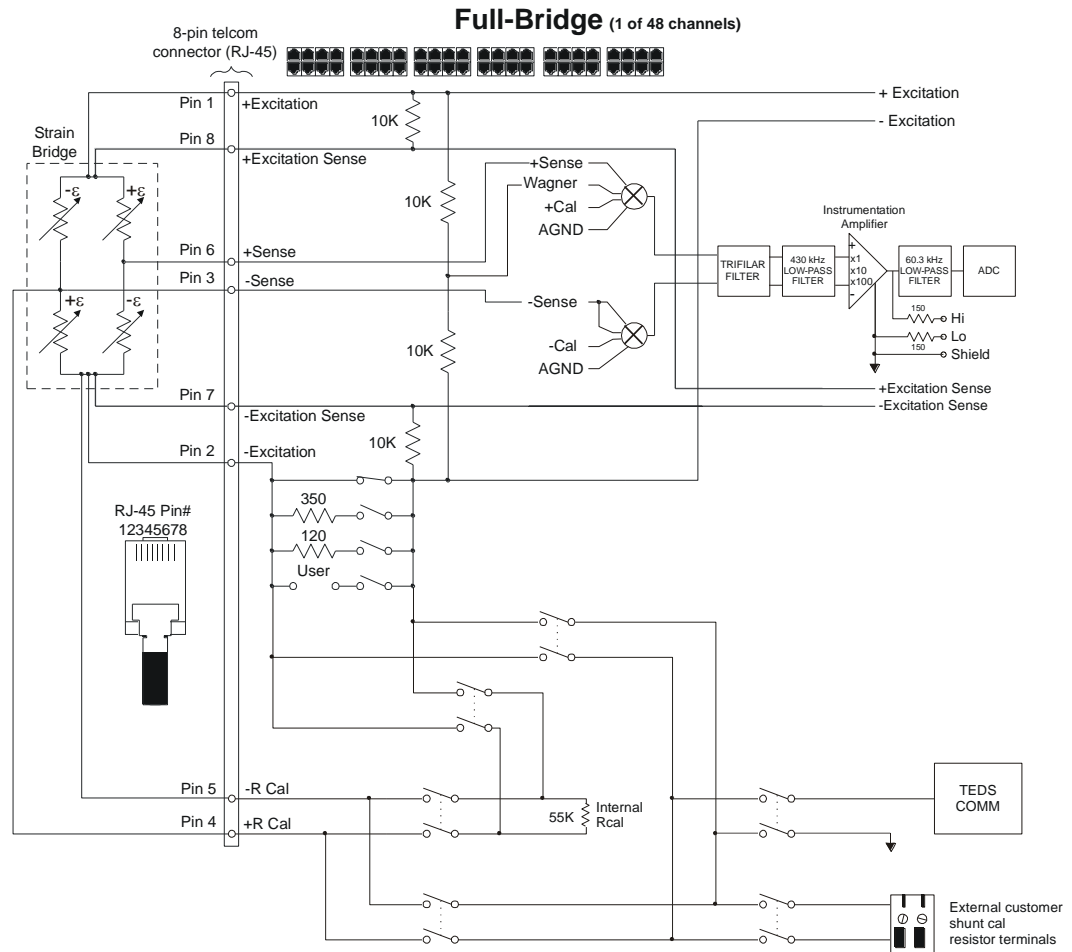 Full-Bridge (1 of 48 channels)
8-pin telcom
connector (RJ-45)
Pin 1
+Excitation
+ Excitation
10K
- Excitation
Pin 8
+Excitation Sense
Strain
Bridge
-ε
+ε
+Sense
Wagner
+Cal
AGND
10K
Instrumentation
Amplifier
Pin 6
+Sense
Pin 3
-Sense
TRIFILAR
FILTER
430 kHz
LOW-PASS
FILTER
+
x1
x10
x100
-
60.3 kHz
LOW-PASS
FILTER
ADC
+ε
-ε
-Sense
-Cal
AGND
10K
150
Hi
Lo
150
Shield
Pin 7
-Excitation Sense
+Excitation Sense
-Excitation Sense
10K
Pin 2
-Excitation
350
120
User
RJ-45 Pin#
12345678
Pin 5
-R Cal
Pin 4
+R Cal
55K
Internal
Rcal
TEDS
COMM
External customer
shunt cal
resistor terminals